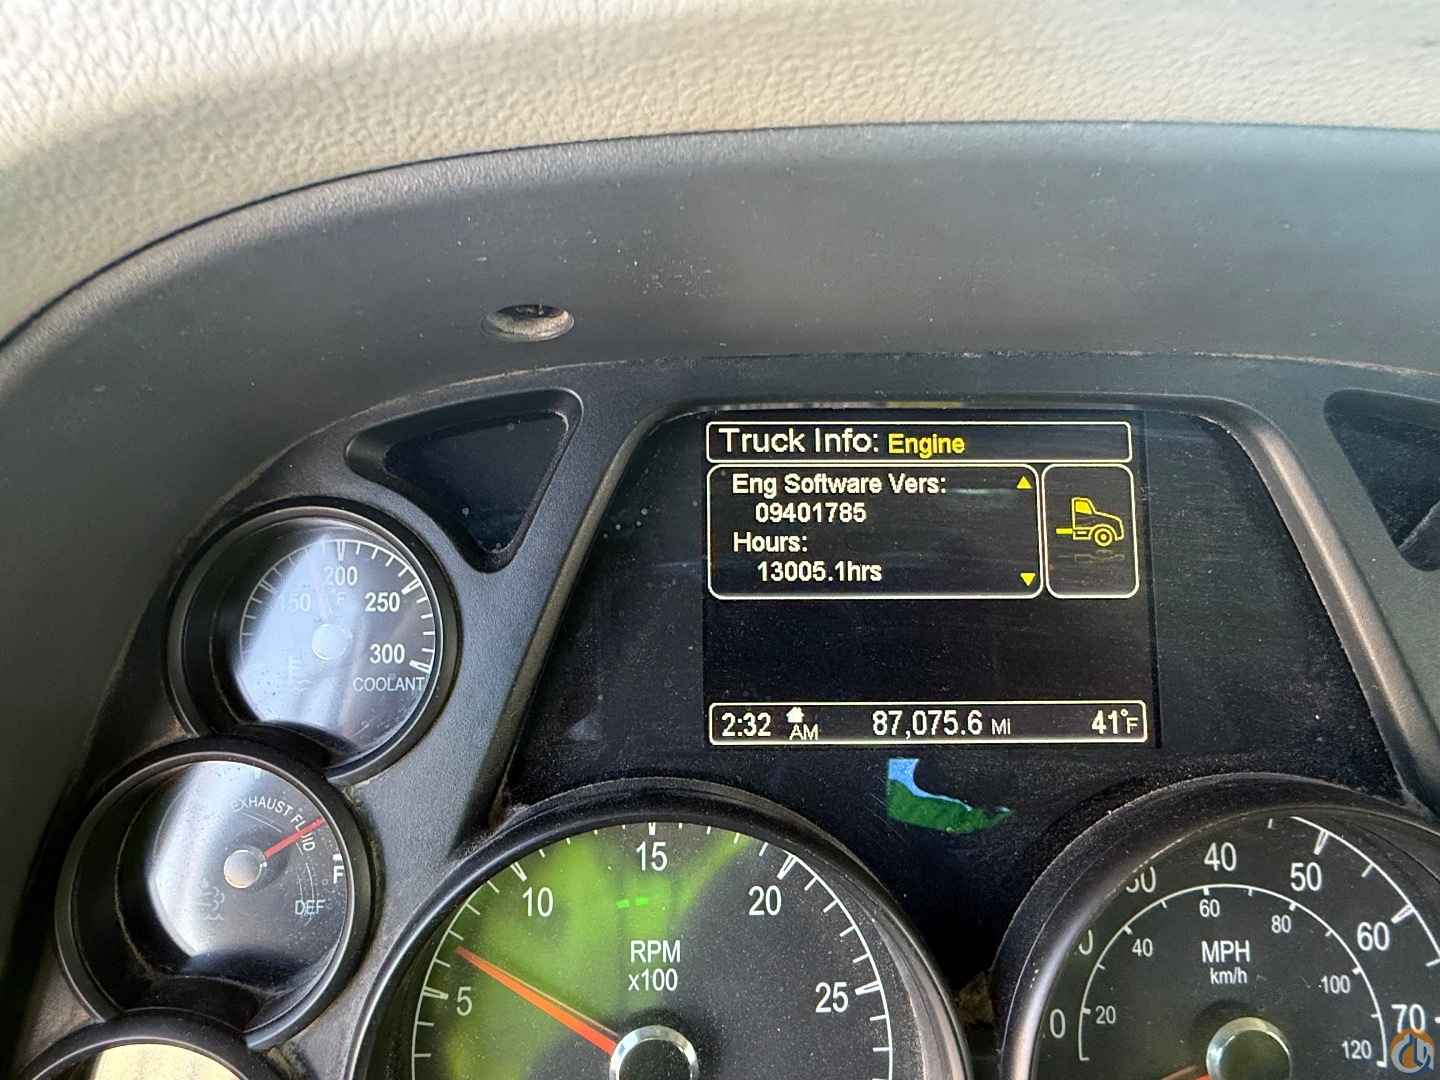 Truck Info: Engine
Eng Software Vers:
09401785
Hours:
13005.1hrs
2:32 AM 87,075.6 MI 41°F
150 200 250 300
°F
COOLANT
EXHAUST FLUID
F
DEF
5 10 15 20 25
RPM
x100
40 50 60 70
20 40 60 80 100 120
MPH
km/h